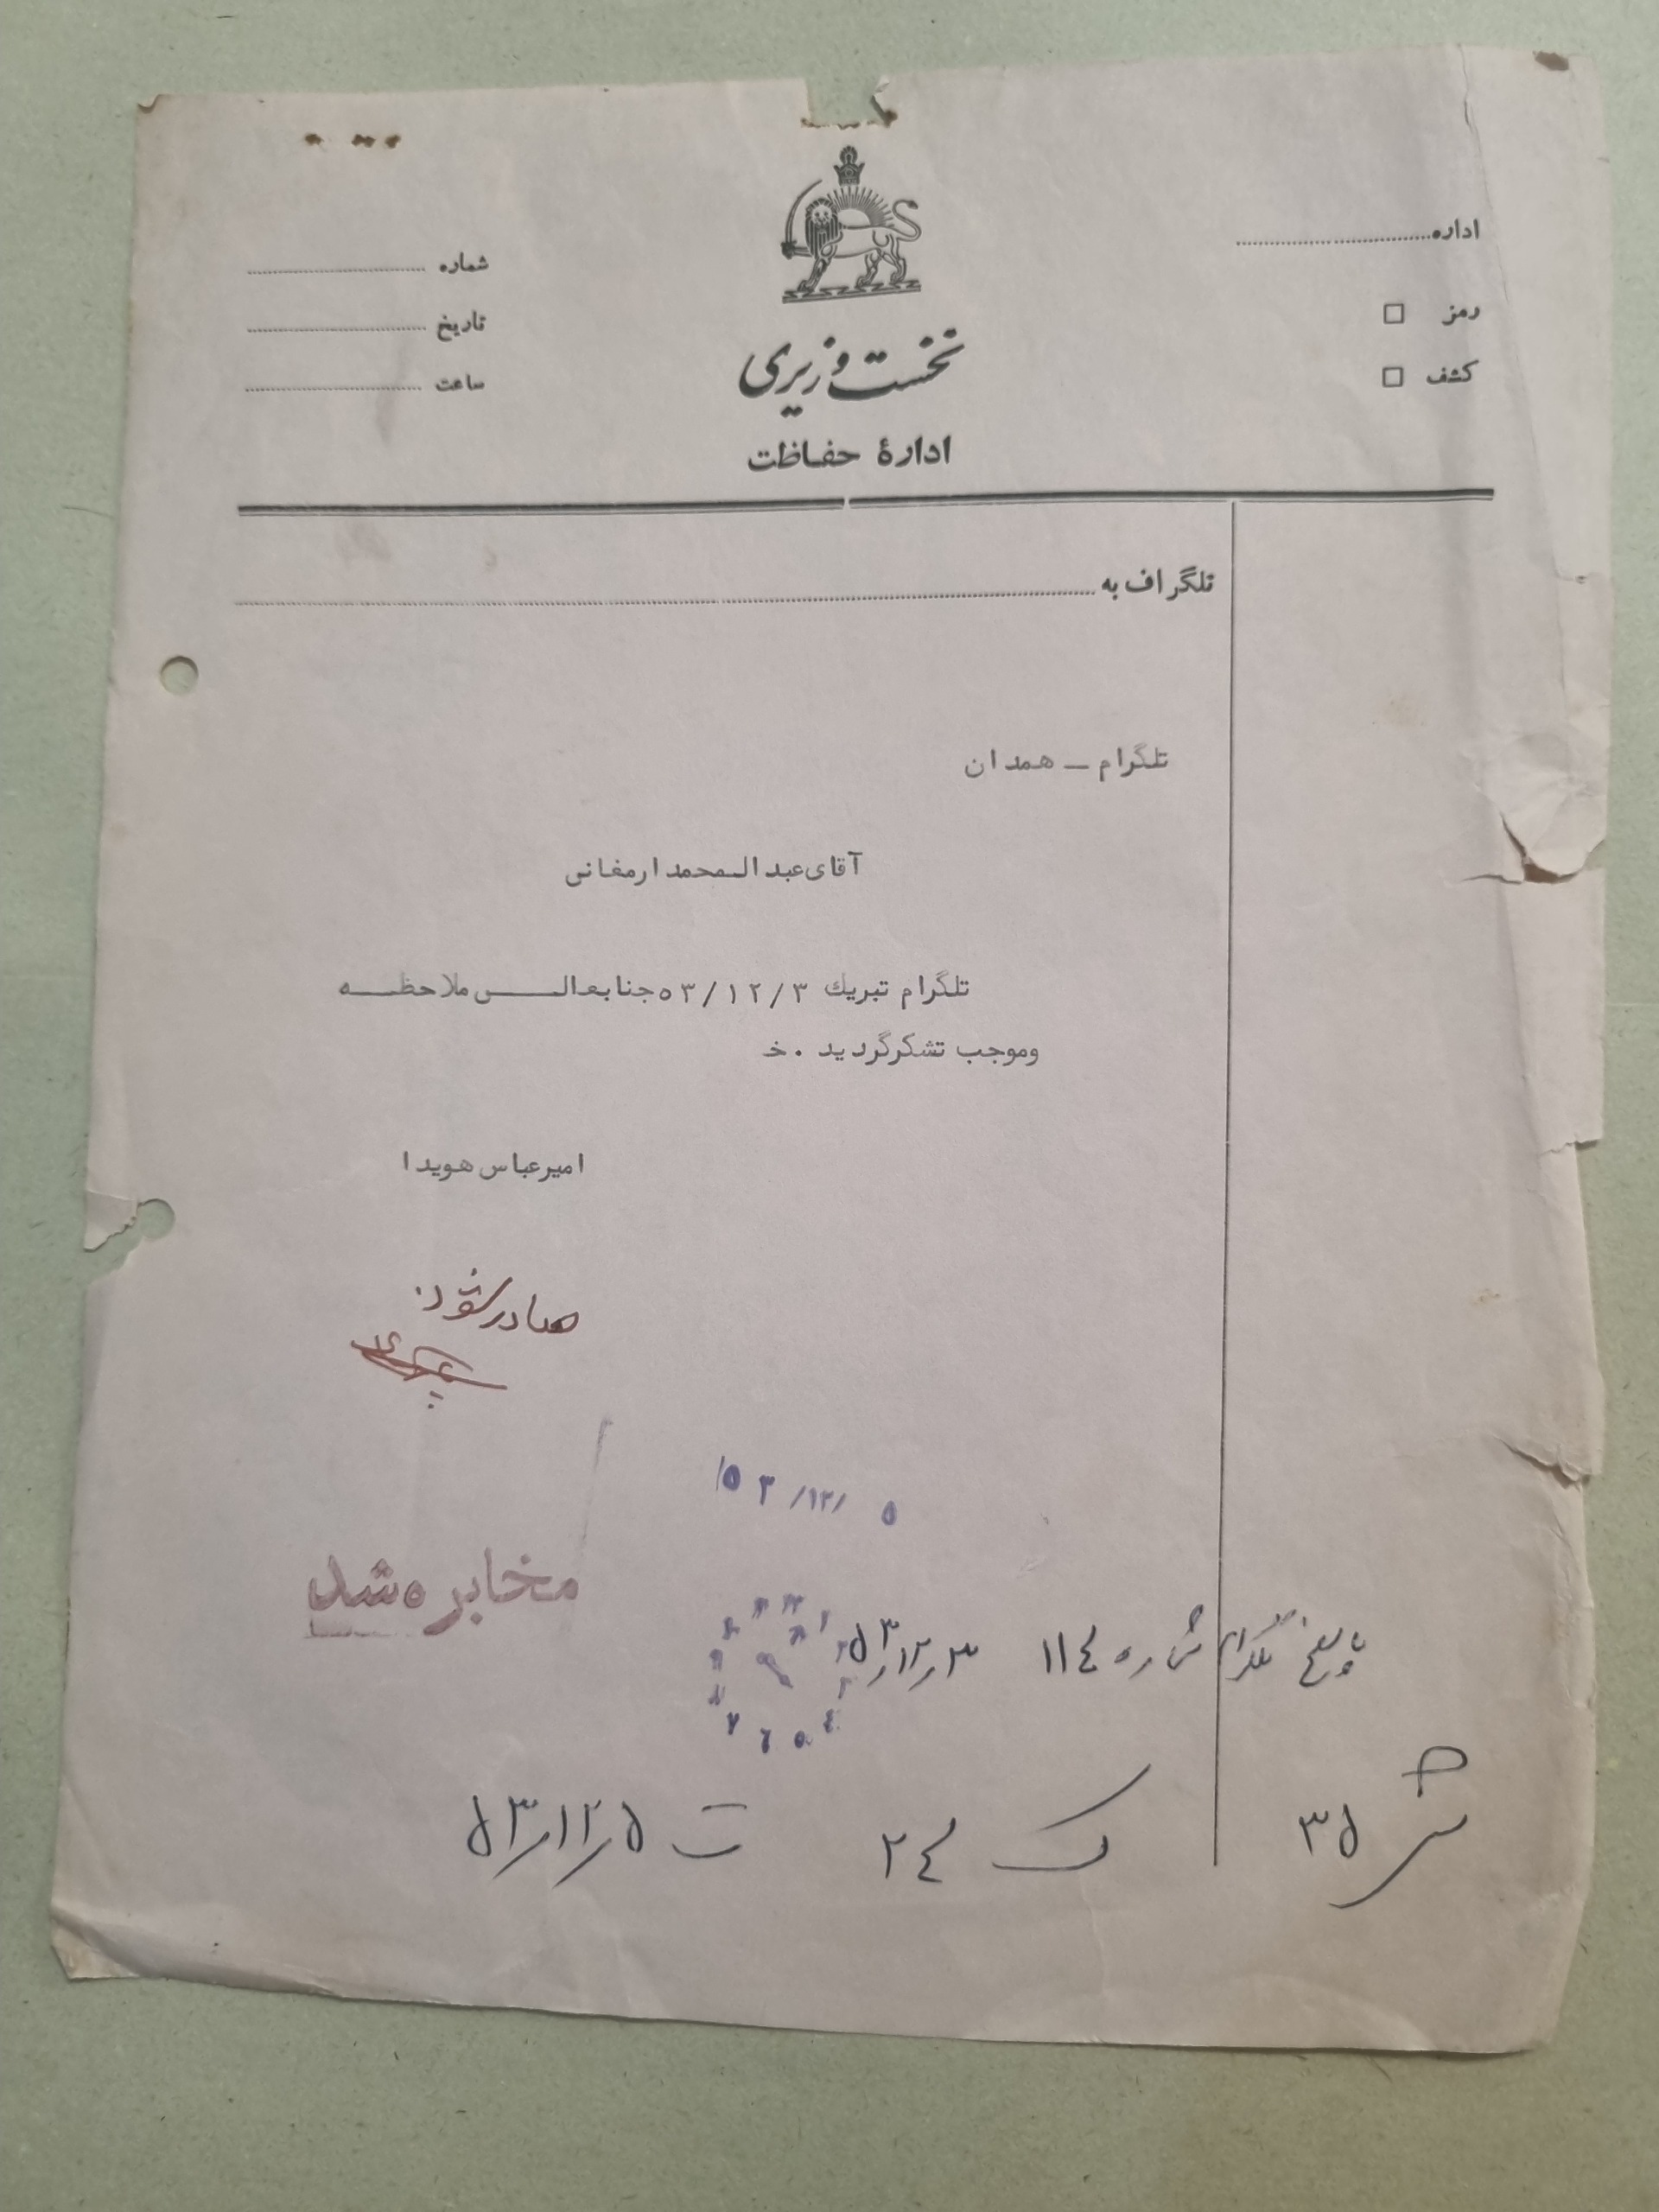 اداره
رمز
کشف
شماره
تاریخ
ساعت
نخست وزیری
ادارهٔ حفاظت
تلگراف به
تلگرام ـ همدان
آقای عبدالمحمد ارمغانی
تلگرام تبریك ۵۳/۱۲/۳ جنابعالی ملاحظه
وموجب تشکرگردید . خ
امیرعباس هویدا
صادر شود.
۵۳/۱۲/۵
مخابره شد
پاسخ تلگرام شماره ۱۱۴ ۵۳/۱۲/۳
ش ۳۵ ک ۲۴ ت ۵۳/۱۲/۵